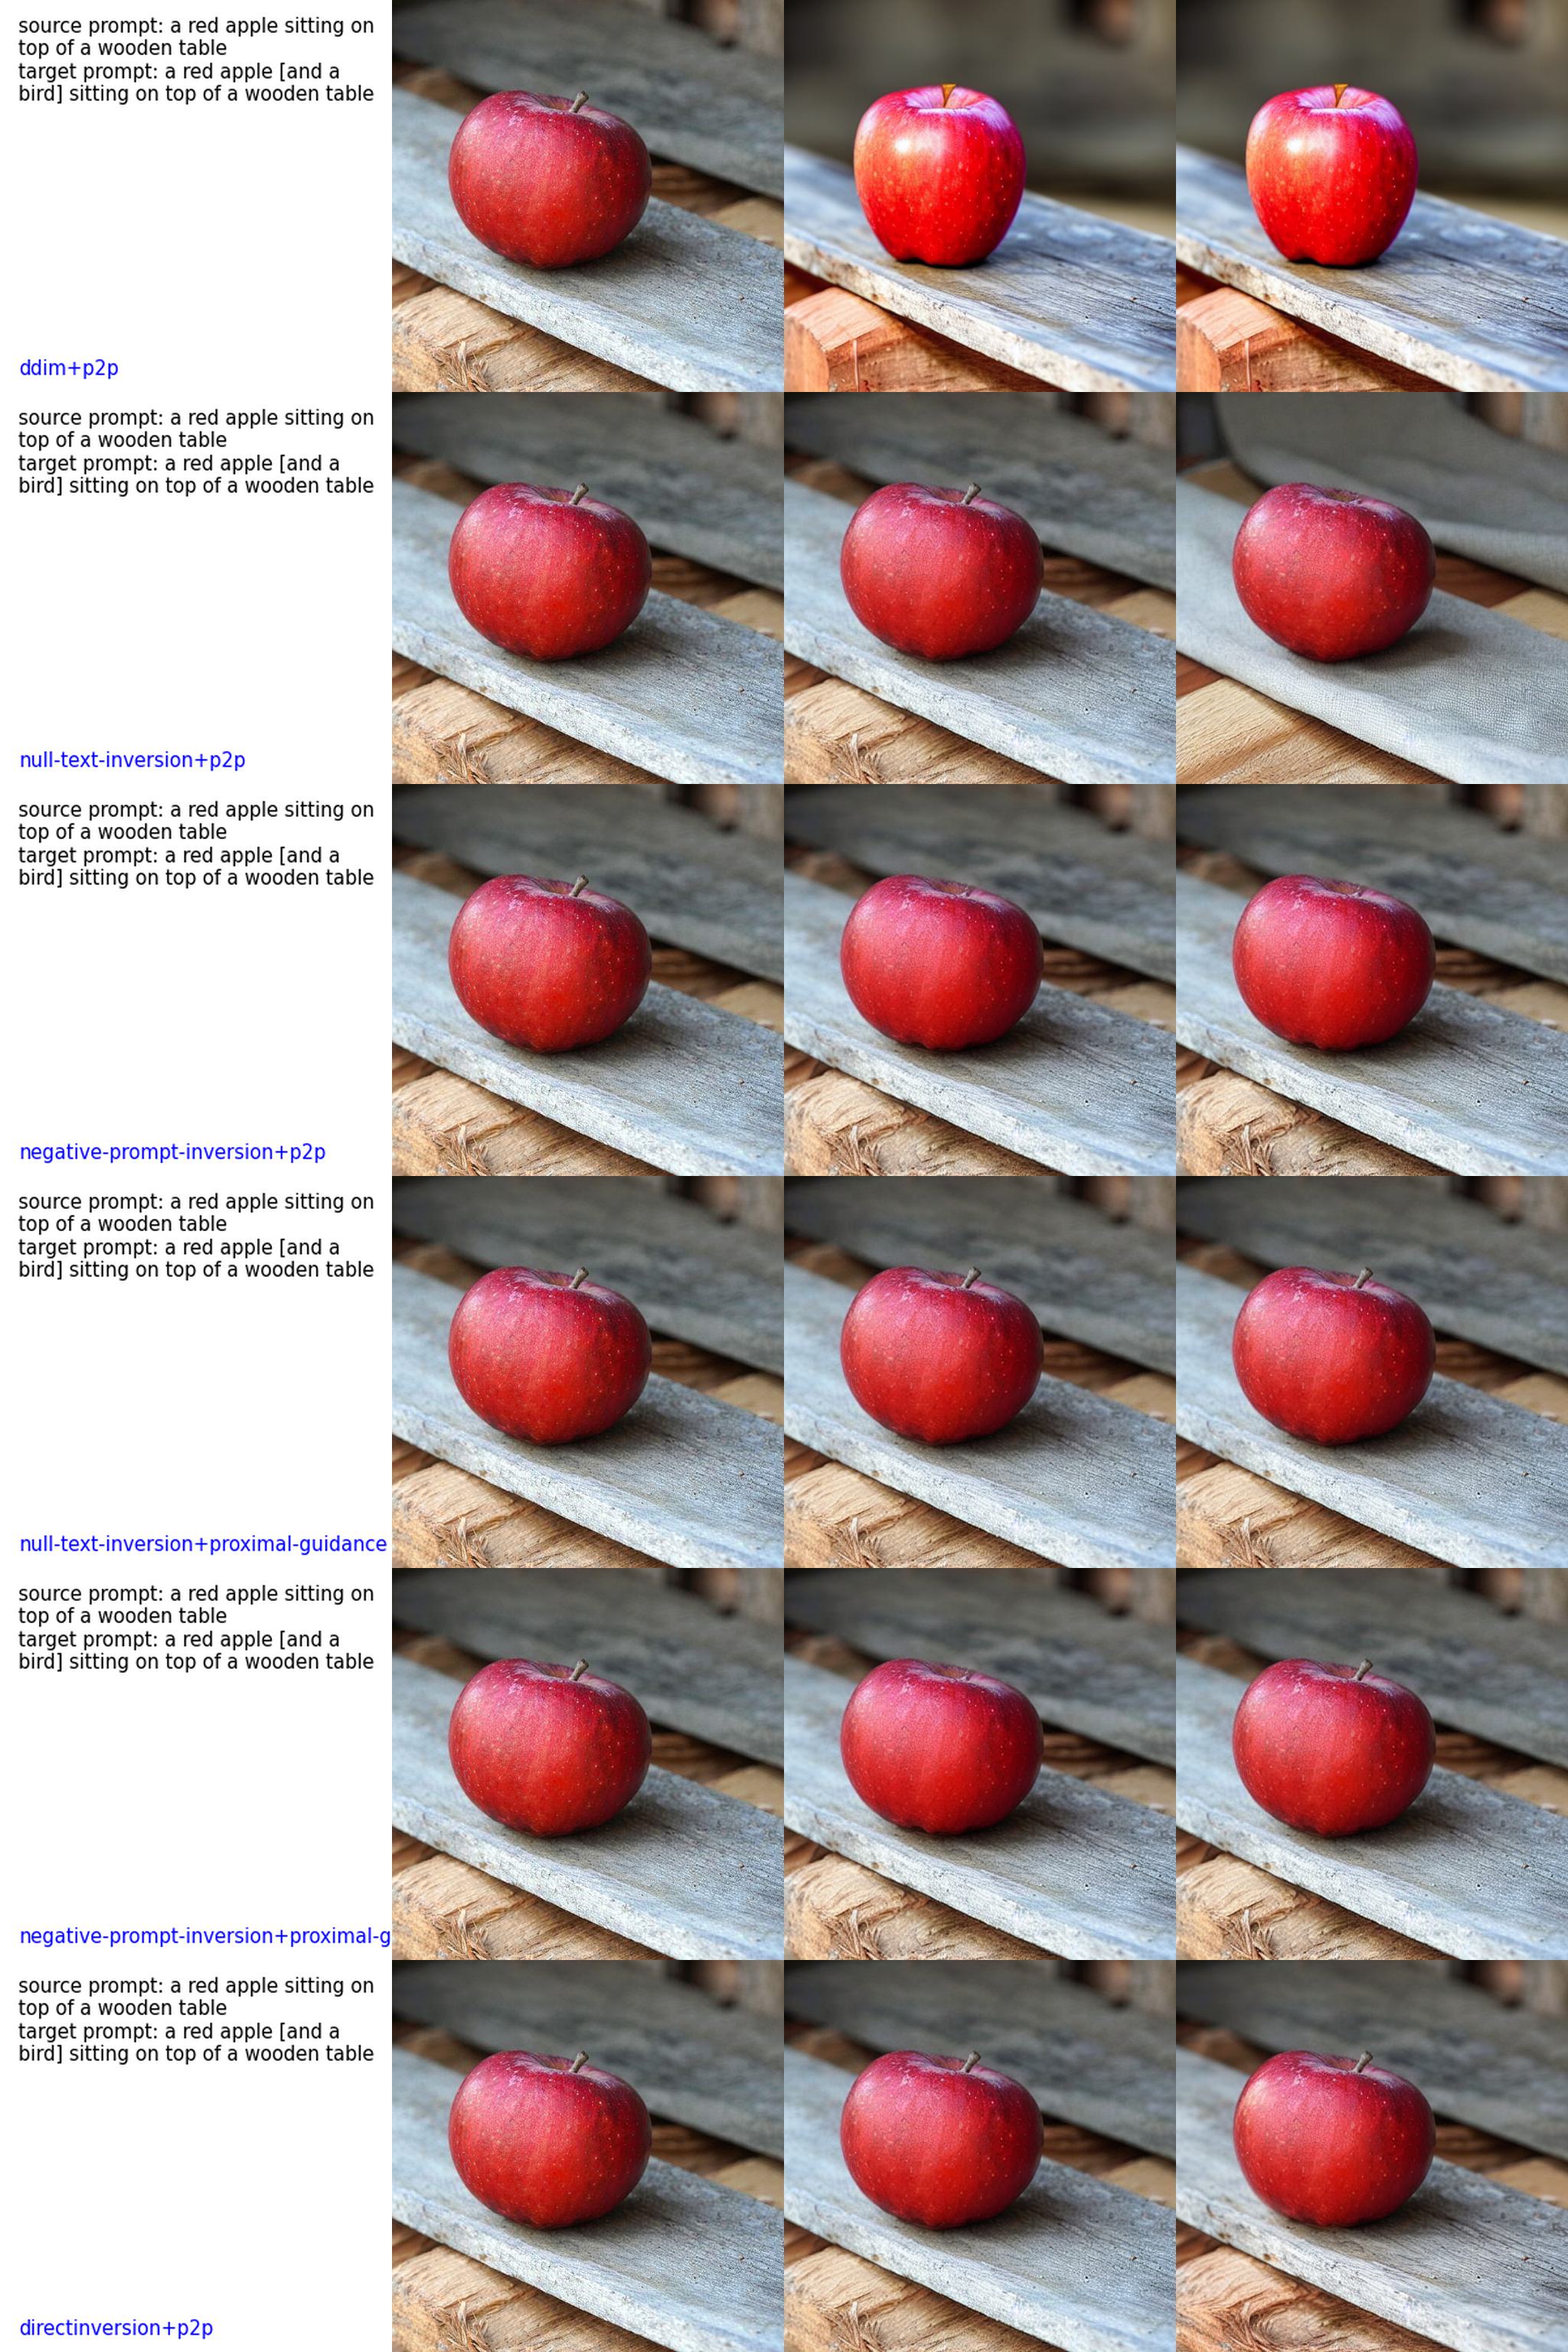 source prompt: a red apple sitting on
top of a wooden table
target prompt: a red apple [and a
bird] sitting on top of a wooden table
ddim+p2p
source prompt: a red apple sitting on
top of a wooden table
target prompt: a red apple [and a
bird] sitting on top of a wooden table
null-text-inversion+p2p
source prompt: a red apple sitting on
top of a wooden table
target prompt: a red apple [and a
bird] sitting on top of a wooden table
negative-prompt-inversion+p2p
source prompt: a red apple sitting on
top of a wooden table
target prompt: a red apple [and a
bird] sitting on top of a wooden table
null-text-inversion+proximal-guidance
source prompt: a red apple sitting on
top of a wooden table
target prompt: a red apple [and a
bird] sitting on top of a wooden table
negative-prompt-inversion+proximal-g
source prompt: a red apple sitting on
top of a wooden table
target prompt: a red apple [and a
bird] sitting on top of a wooden table
directinversion+p2p